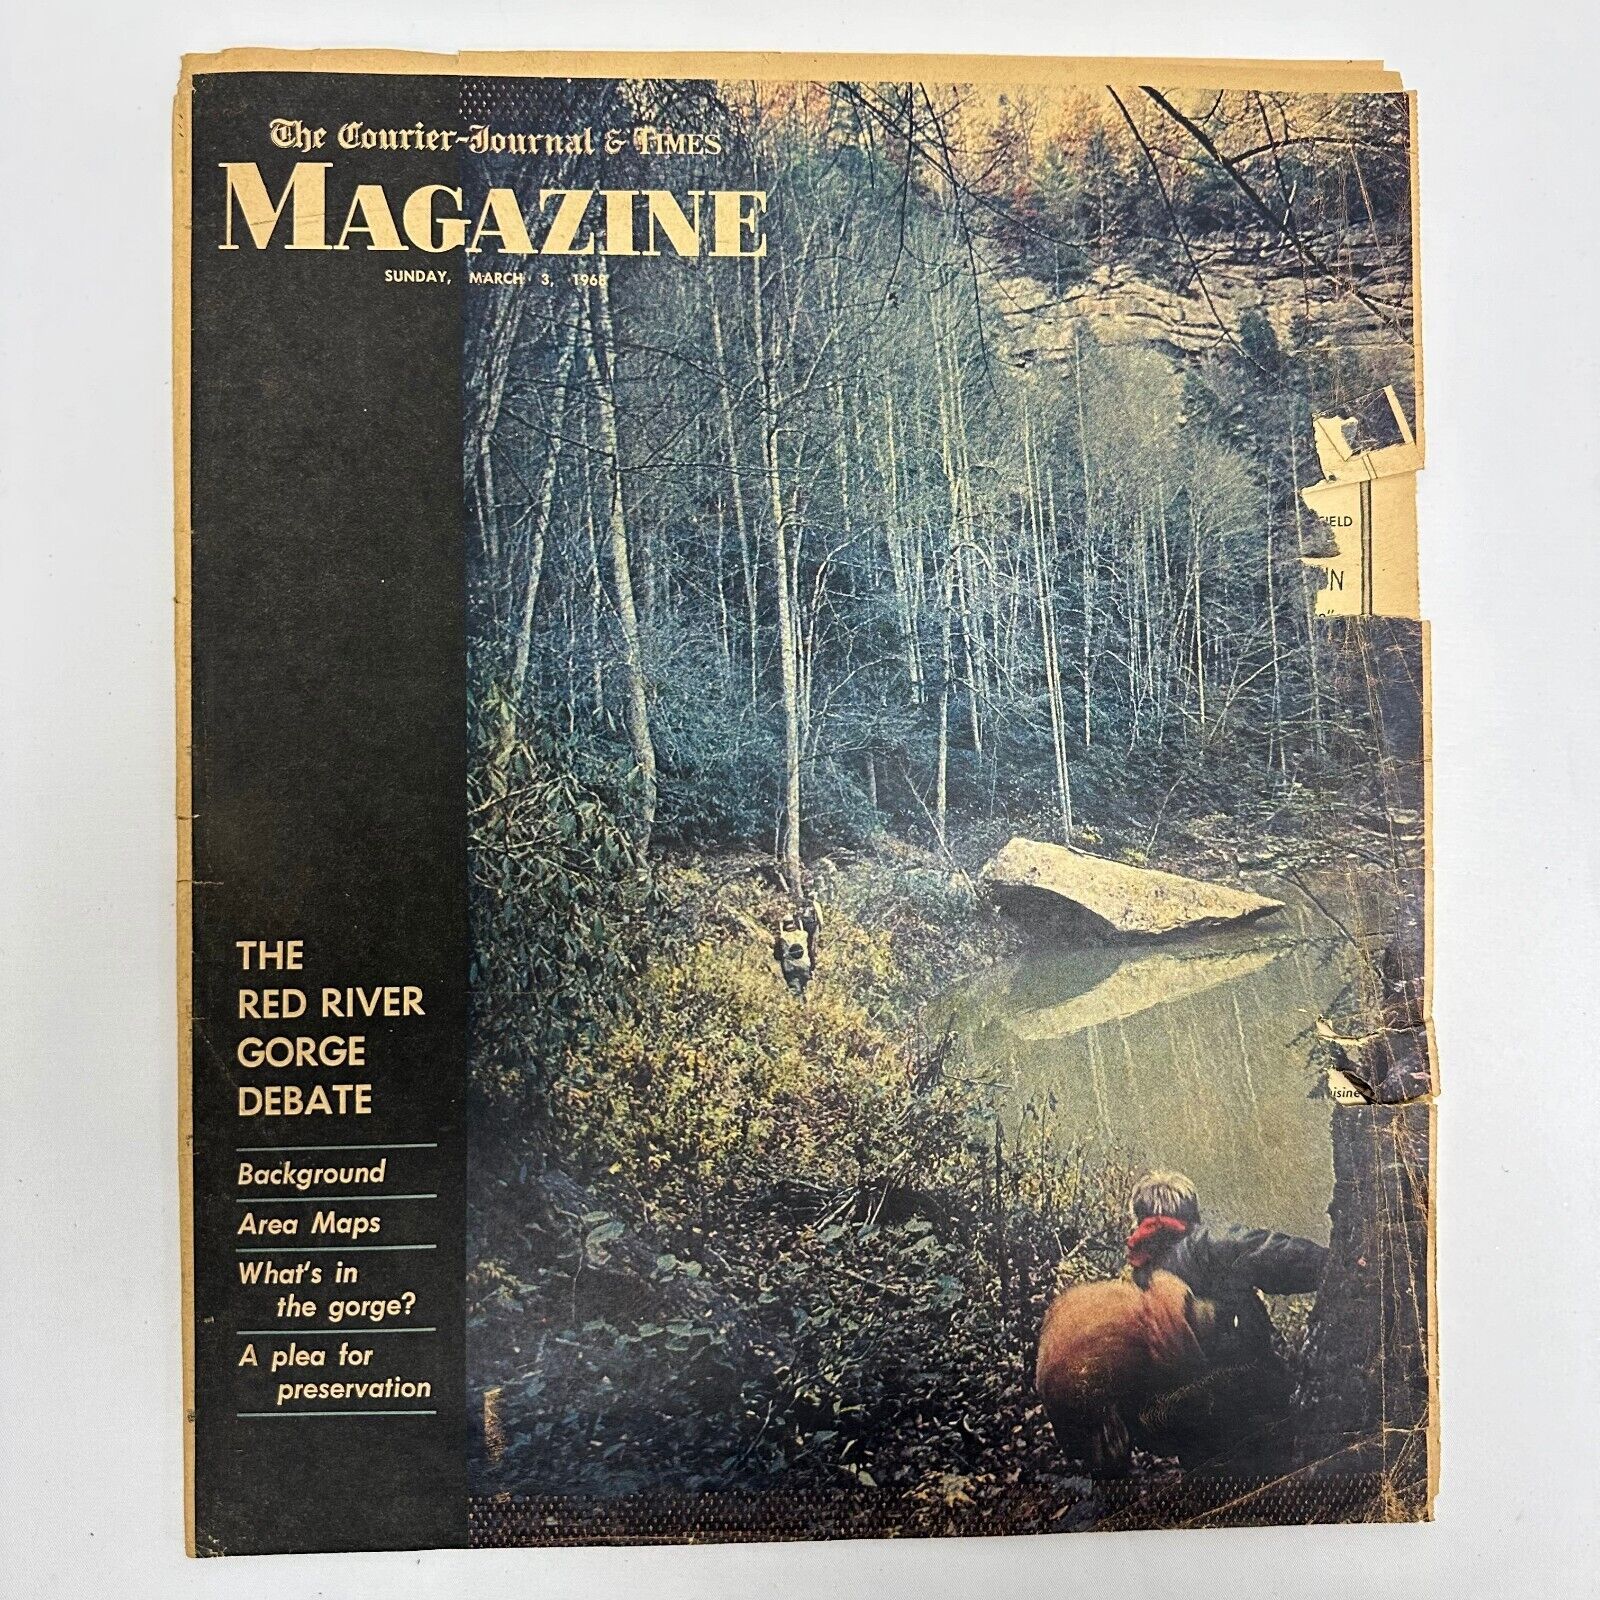 The Courier-Journal & TIMES
MAGAZINE
SUNDAY, MARCH 3, 1968
THE
RED RIVER
GORGE
DEBATE
Background
Area Maps
What's in
the gorge?
A plea for
preservation